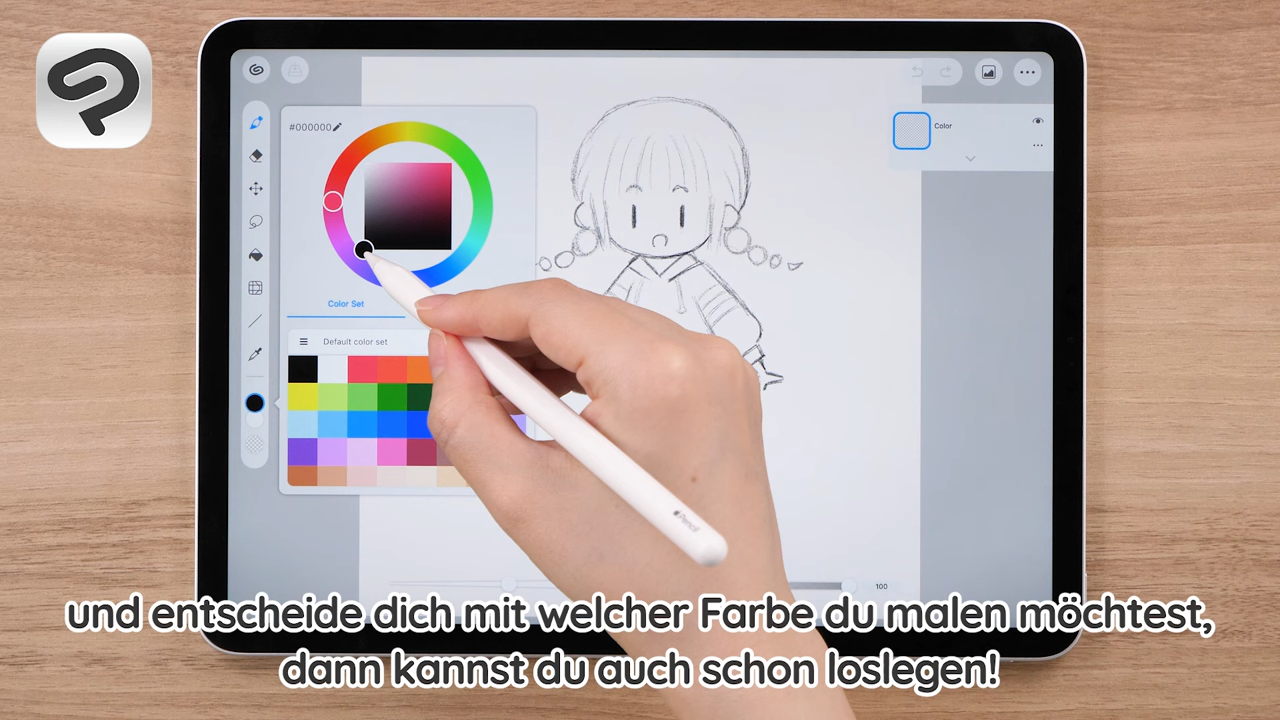 #000000
Color
Color Set
Default color set
Pencil
100
und entscheide dich mit welcher Farbe du malen möchtest,
dann kannst du auch schon loslegen!